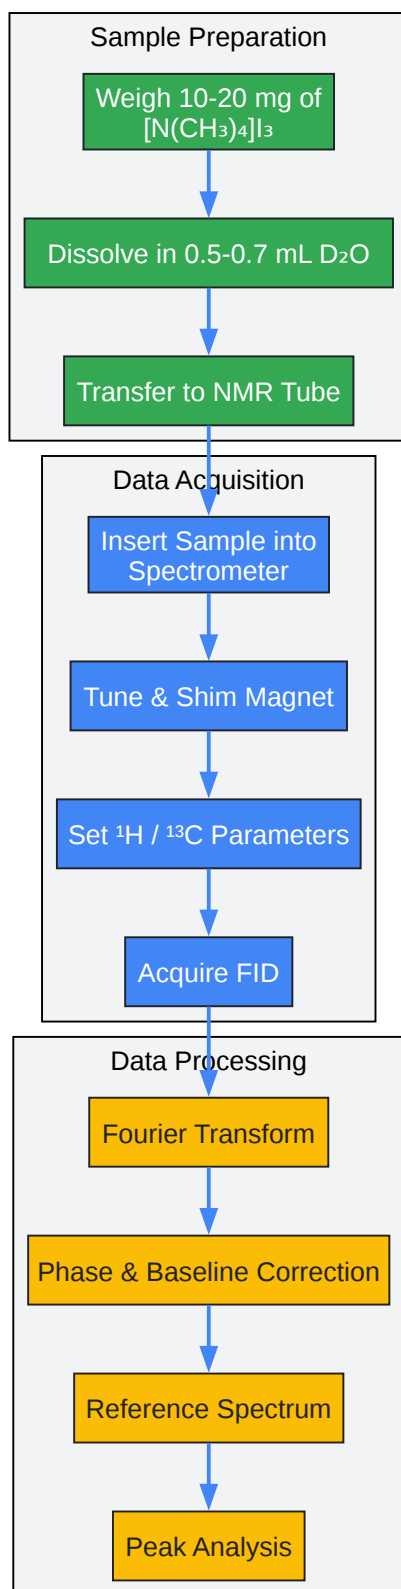 Sample Preparation
Weigh 10-20 mg of
[N(CH₃)₄]I₃
Dissolve in 0.5-0.7 mL D₂O
Transfer to NMR Tube
Data Acquisition
Insert Sample into
Spectrometer
Tune & Shim Magnet
Set ¹H / ¹³C Parameters
Acquire FID
Data Processing
Fourier Transform
Phase & Baseline Correction
Reference Spectrum
Peak Analysis